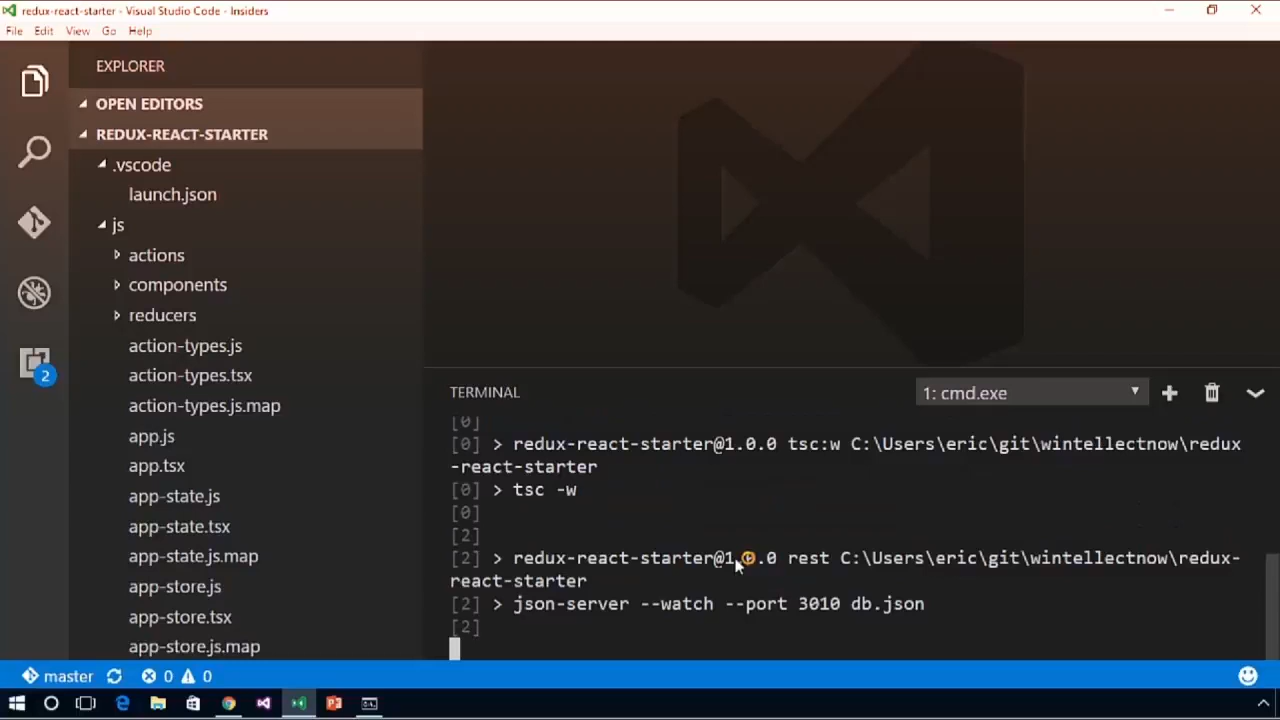 redux-react-starter - Visual Studio Code - Insiders
File Edit View Go Help
EXPLORER
OPEN EDITORS
REDUX-REACT-STARTER
.vscode
launch.json
js
actions
components
reducers
action-types.js
action-types.tsx
action-types.js.map
app.js
app.tsx
app-state.js
app-state.tsx
app-state.js.map
app-store.js
app-store.tsx
app-store.js.map
2
TERMINAL
1: cmd.exe
[0]
[0] > redux-react-starter@1.0.0 tsc:w C:\Users\eric\git\wintellectnow\redux
-react-starter
[0] > tsc -w
[0]
[2]
[2] > redux-react-starter@1.0.0 rest C:\Users\eric\git\wintellectnow\redux-
react-starter
[2] > json-server --watch --port 3010 db.json
[2]
master 0 0